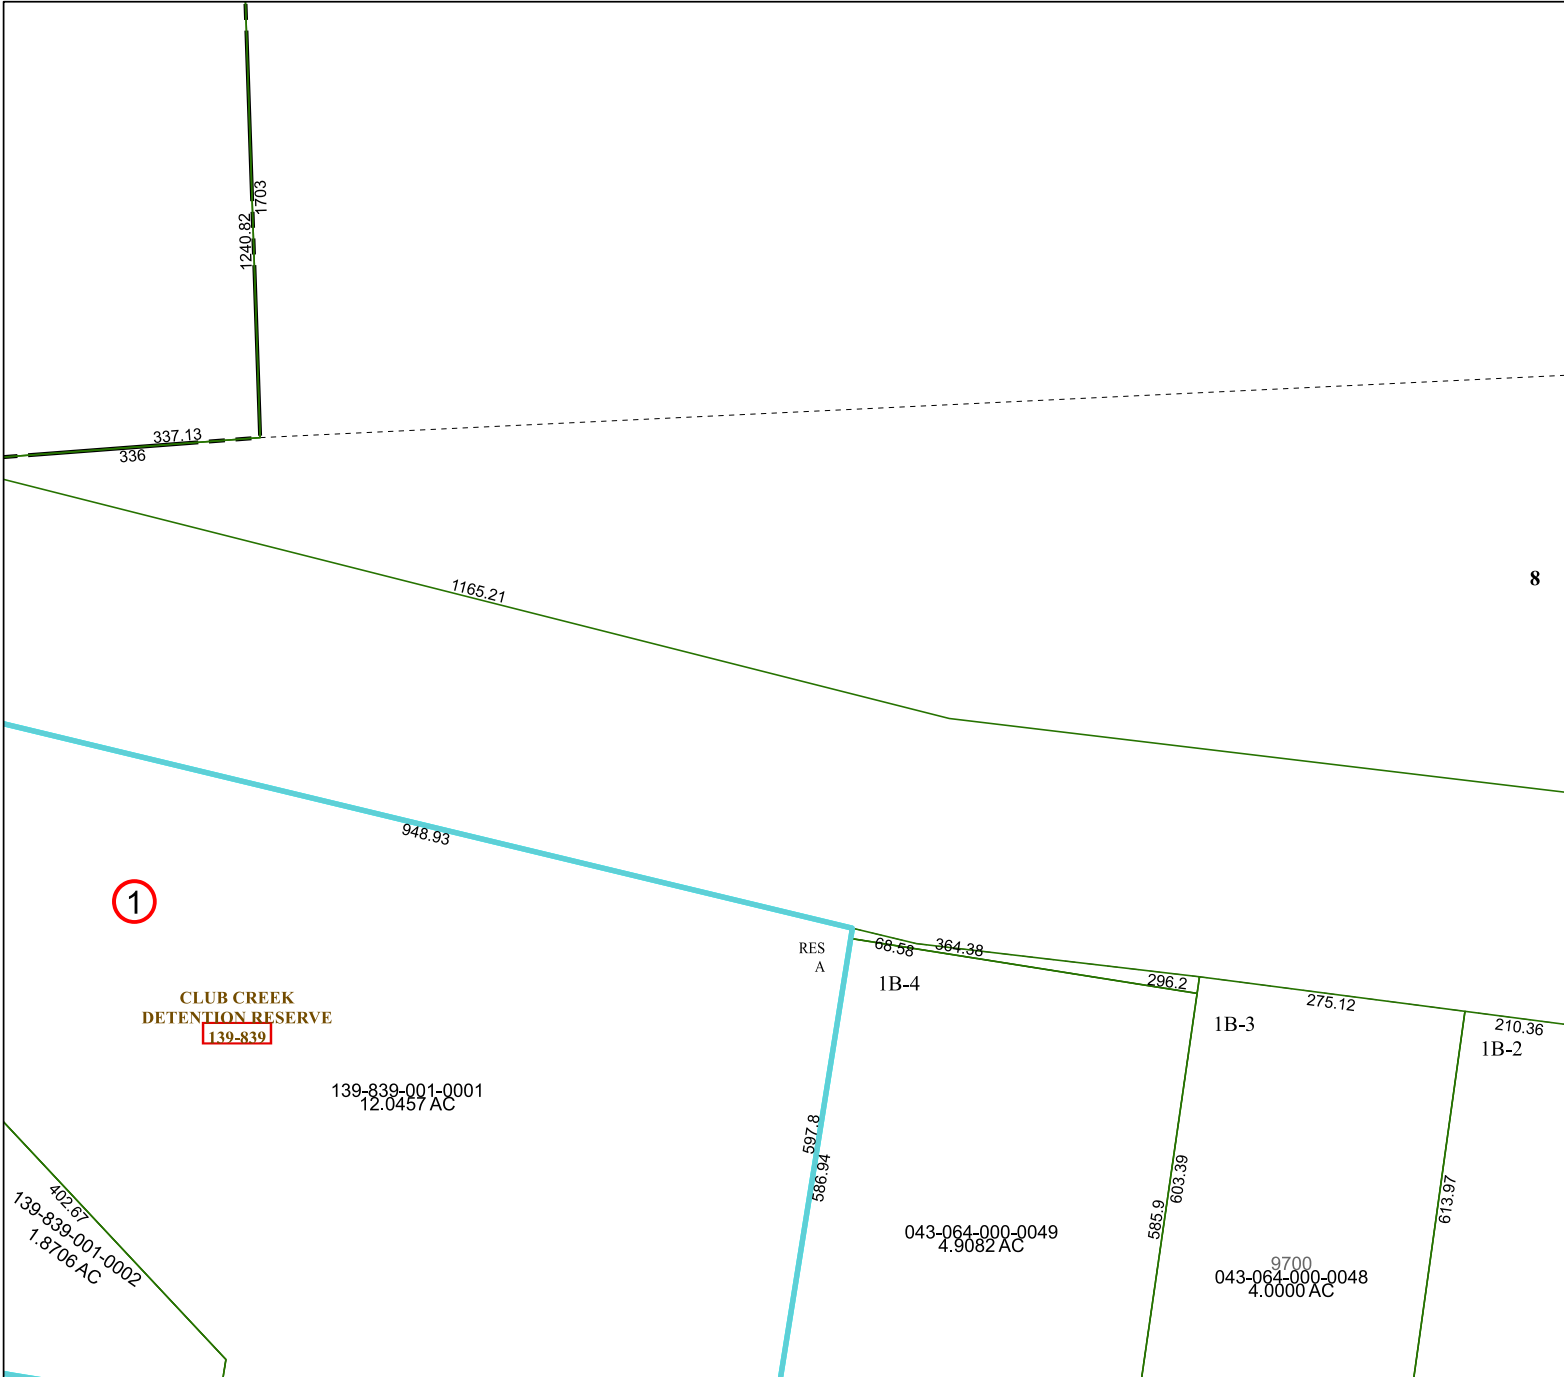 1703
1240.82
337.13
336
1165.21
8
948.93
1
RES
A
68.58
364.38
1B-4
296.2
275.12
1B-3
210.36
1B-2
CLUB CREEK
DETENTION RESERVE
139-839
139-839-001-0001
12.0457 AC
597.8
586.94
402.67
139-839-001-0002
1.8706 AC
043-064-000-0049
4.9082 AC
603.39
585.9
613.97
9700
043-064-000-0048
4.0000 AC